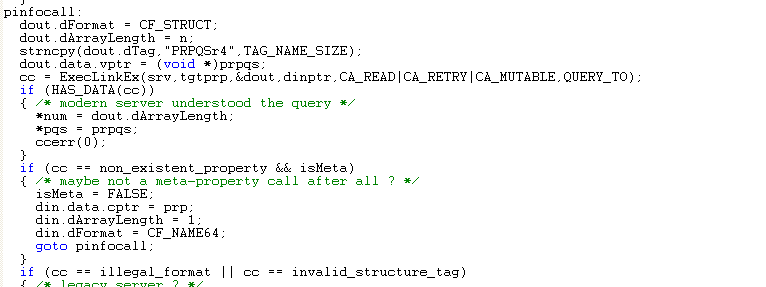 pinfocall:
dout.dFormat = CF_STRUCT;
dout.dArrayLength = n;
strncpy(dout.dTag,"PRPQSr4",TAG_NAME_SIZE);
dout.data.vptr = (void *)prpqs;
cc = ExecLinkEx(srv,tgtprp,&dout,dinptr,CA_READ|CA_RETRY|CA_MUTABLE,QUERY_TO);
if (HAS_DATA(cc))
{ /* modern server understood the query */
*num = dout.dArrayLength;
*pqs = prpqs;
ccerr(0);
}
if (cc == non_existent_property && isMeta)
{ /* maybe not a meta-property call after all ? */
isMeta = FALSE;
din.data.cptr = prp;
din.dArrayLength = 1;
din.dFormat = CF_NAME64;
goto pinfocall;
}
if (cc == illegal_format || cc == invalid_structure_tag)
{ /* legacy server ? */